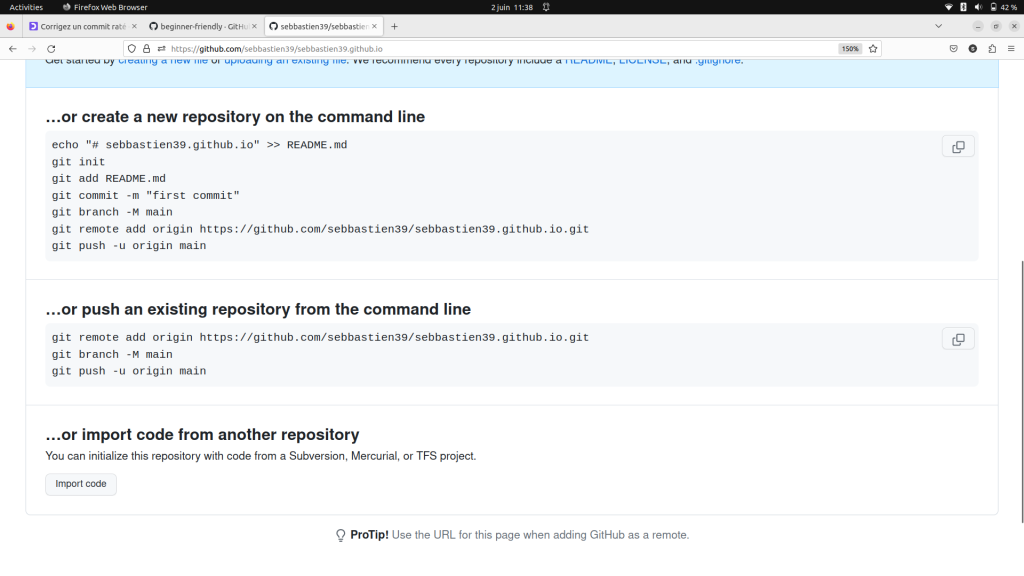 Activities
Firefox Web Browser
2 juin 11:38
42 %
Corrigez un commit raté
beginner-friendly - GitHu
sebbastien39/sebbastien
https://github.com/sebbastien39/sebbastien39.github.io
150%
Get started by creating a new file or uploading an existing file. We recommend every repository include a README, LICENSE, and .gitignore.
…or create a new repository on the command line
echo "# sebbastien39.github.io" >> README.md
git init
git add README.md
git commit -m "first commit"
git branch -M main
git remote add origin https://github.com/sebbastien39/sebbastien39.github.io.git
git push -u origin main
…or push an existing repository from the command line
git remote add origin https://github.com/sebbastien39/sebbastien39.github.io.git
git branch -M main
git push -u origin main
…or import code from another repository
You can initialize this repository with code from a Subversion, Mercurial, or TFS project.
Import code
ProTip! Use the URL for this page when adding GitHub as a remote.